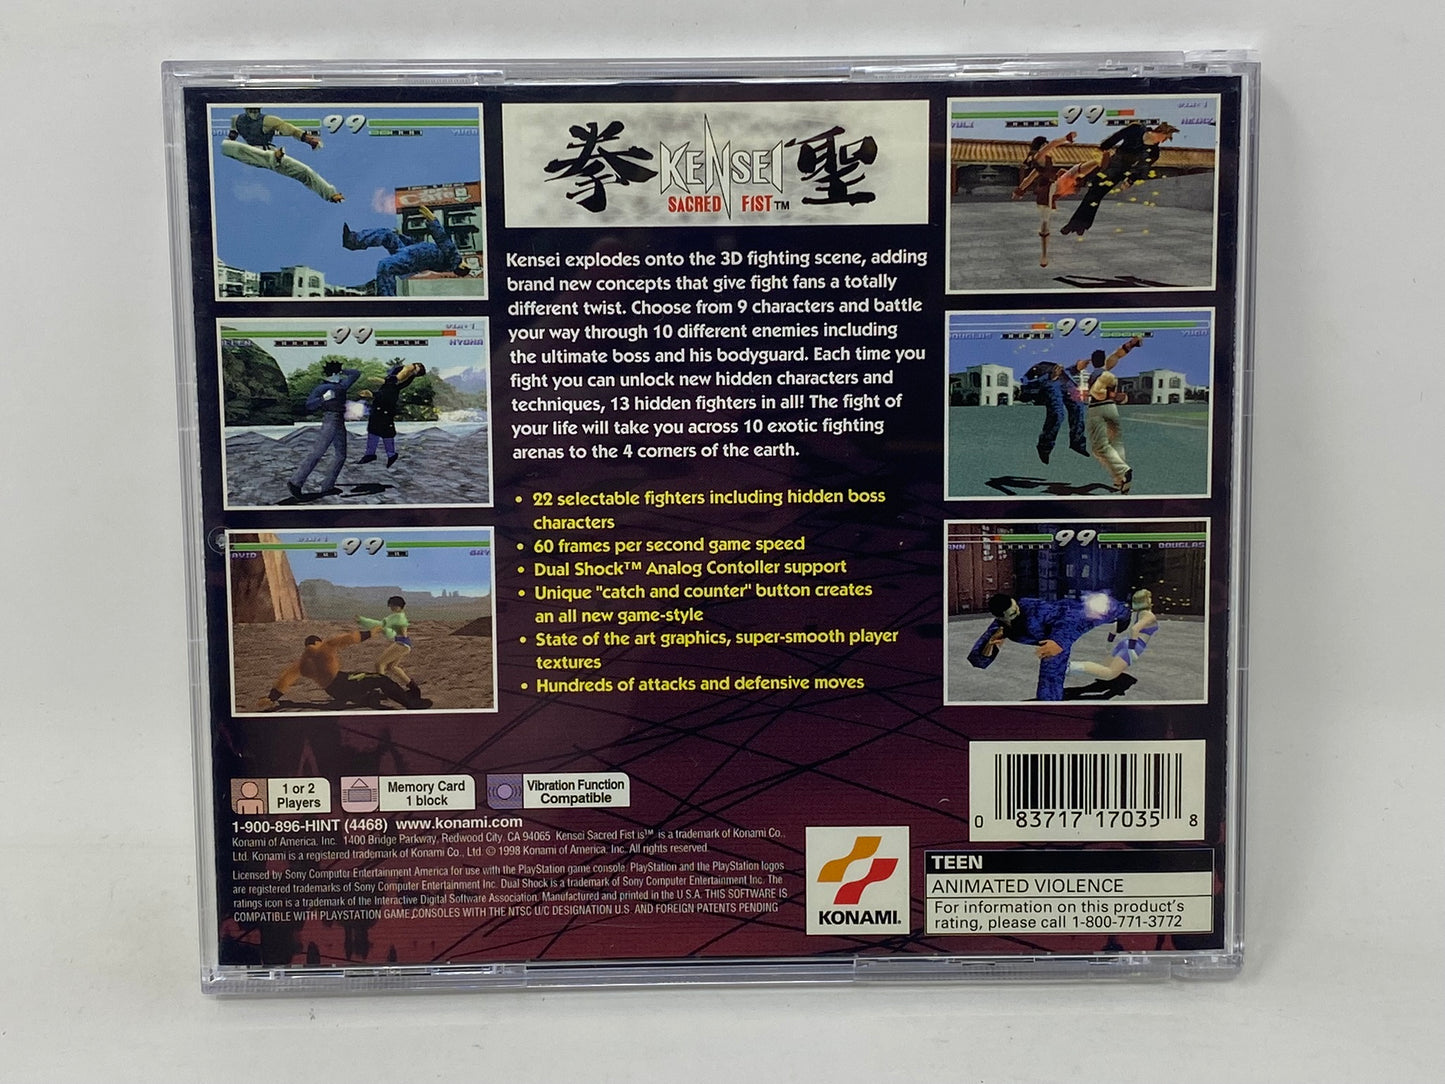 拳 KENSEI 聖
SACRED FIST™
Kensei explodes onto the 3D fighting scene, adding
brand new concepts that give fight fans a totally
different twist. Choose from 9 characters and battle
your way through 10 different enemies including
the ultimate boss and his bodyguard. Each time you
fight you can unlock new hidden characters and
techniques, 13 hidden fighters in all! The fight of
your life will take you across 10 exotic fighting
arenas to the 4 corners of the earth.
• 22 selectable fighters including hidden boss
characters
• 60 frames per second game speed
• Dual Shock™ Analog Contoller support
• Unique "catch and counter" button creates
an all new game-style
• State of the art graphics, super-smooth player
textures
• Hundreds of attacks and defensive moves
99
YUGO
99
HYOMA
99
99
YULI
99
DOUGLAS
YUGO
99
DOUGLAS
1 or 2
Players
Memory Card
1 block
Vibration Function
Compatible
1-900-896-HINT (4468) www.konami.com
Konami of America, Inc. 1400 Bridge Parkway, Redwood City, CA 94065. Kensei Sacred Fist is™ is a trademark of Konami Co.,
Ltd. Konami is a registered trademark of Konami Co., Ltd. © 1998 Konami of America, Inc. All rights reserved.
Licensed by Sony Computer Entertainment America for use with the PlayStation game console. PlayStation and the PlayStation logos
are registered trademarks of Sony Computer Entertainment Inc. Dual Shock is a trademark of Sony Computer Entertainment Inc. The
ratings icon is a trademark of the Interactive Digital Software Association. Manufactured and printed in the U.S.A. THIS SOFTWARE IS
COMPATIBLE WITH PLAYSTATION GAME CONSOLES WITH THE NTSC U/C DESIGNATION U.S. AND FOREIGN PATENTS PENDING
KONAMI
0 83717 17035 8
TEEN
ANIMATED VIOLENCE
For information on this product's
rating, please call 1-800-771-3772